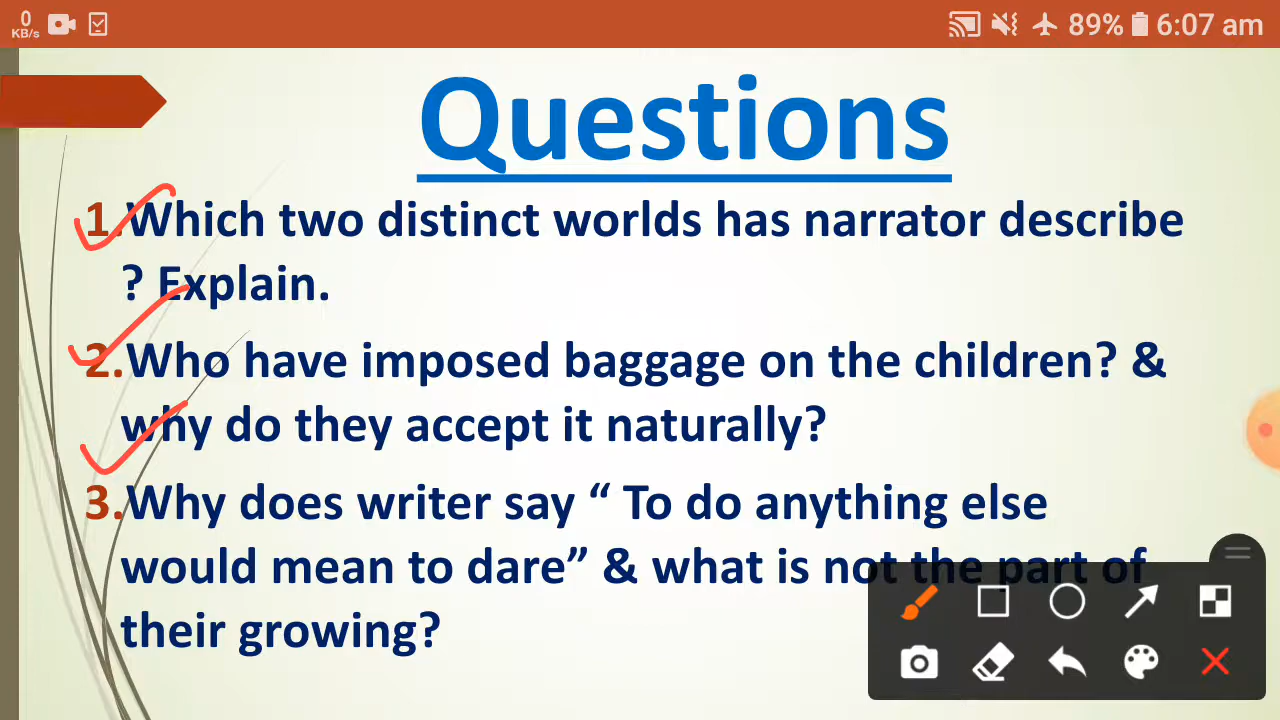 0
KB/s
89% 6:07 am
Questions
1.Which two distinct worlds has narrator describe
? Explain.
2.Who have imposed baggage on the children? &
why do they accept it naturally?
3.Why does writer say “ To do anything else
would mean to dare” & what is not the part of
their growing?